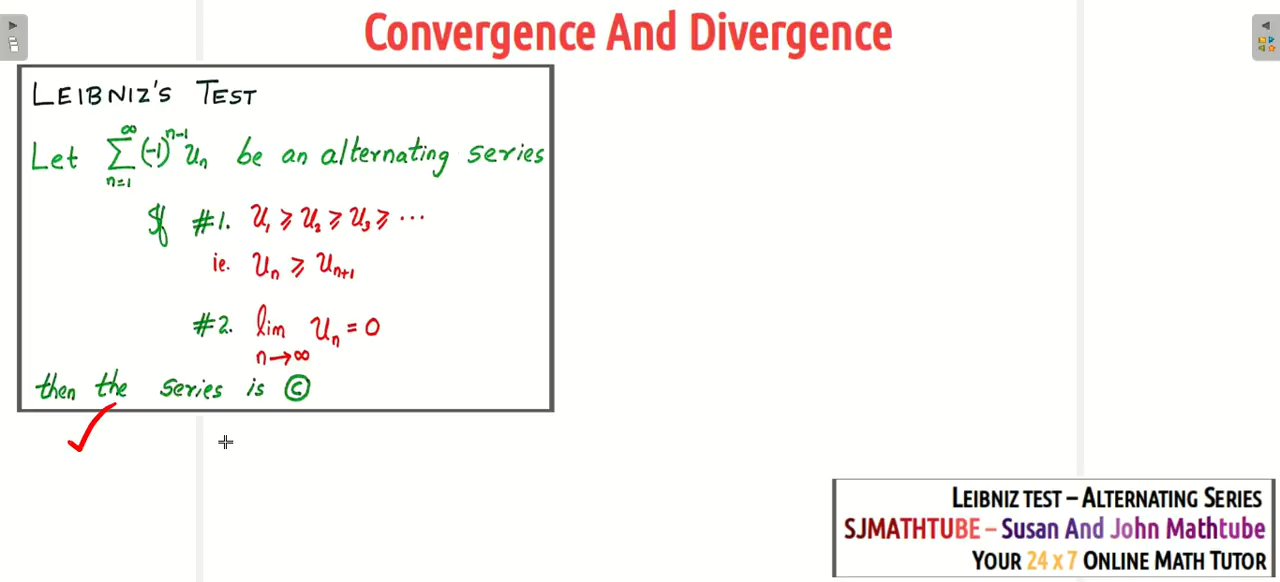 Convergence And Divergence
LEIBNIZ'S TEST
Let ∑_{n=1}^{∞} (-1)^{n-1} u_n be an alternating series
If #1. u_1 ⩾ u_2 ⩾ u_3 ⩾ ...
ie. u_n ⩾ u_{n+1}
#2. lim_{n→∞} u_n = 0
then the series is Ⓒ
LEIBNIZ TEST – ALTERNATING SERIES
SJMATHTUBE – Susan And John Mathtube
YOUR 24 x 7 ONLINE MATH TUTOR